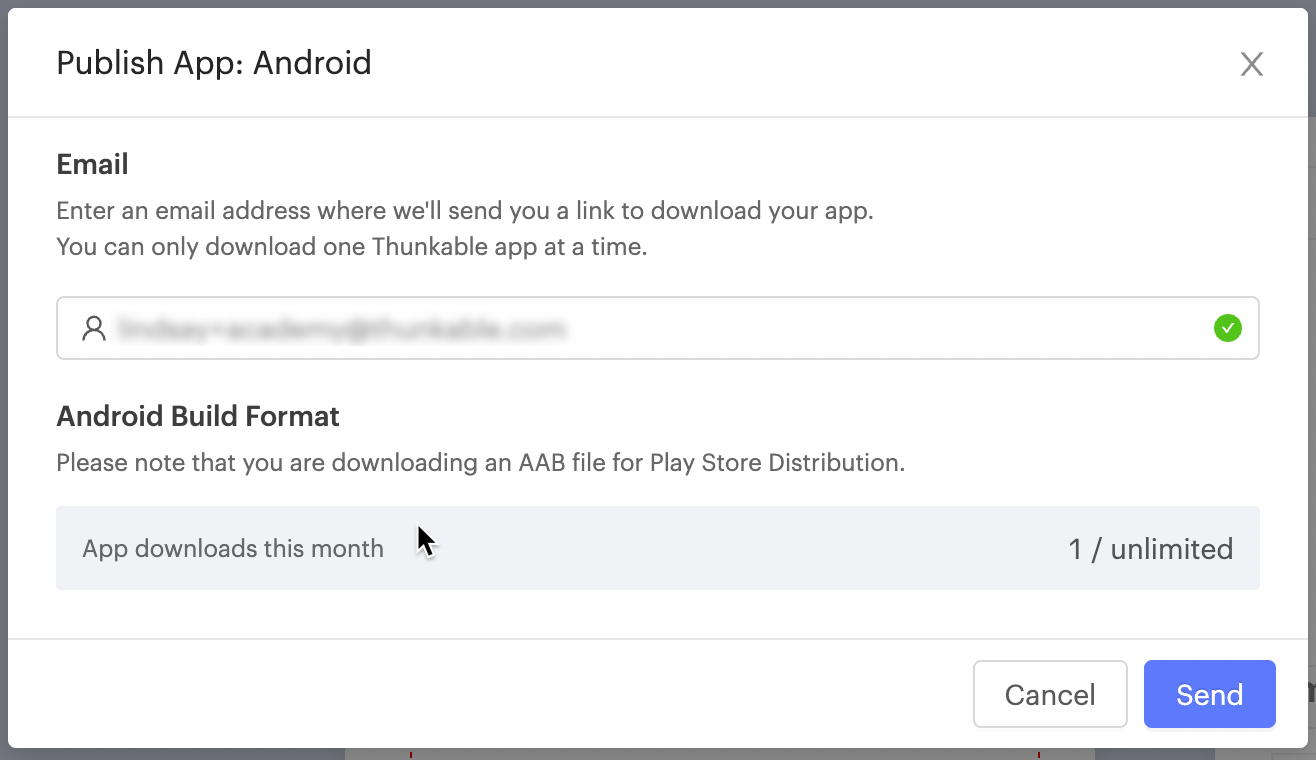 Publish App: Android
Email
Enter an email address where we'll send you a link to download your app.
You can only download one Thunkable app at a time.
Android Build Format
Please note that you are downloading an AAB file for Play Store Distribution.
App downloads this month
1 / unlimited
Cancel
Send